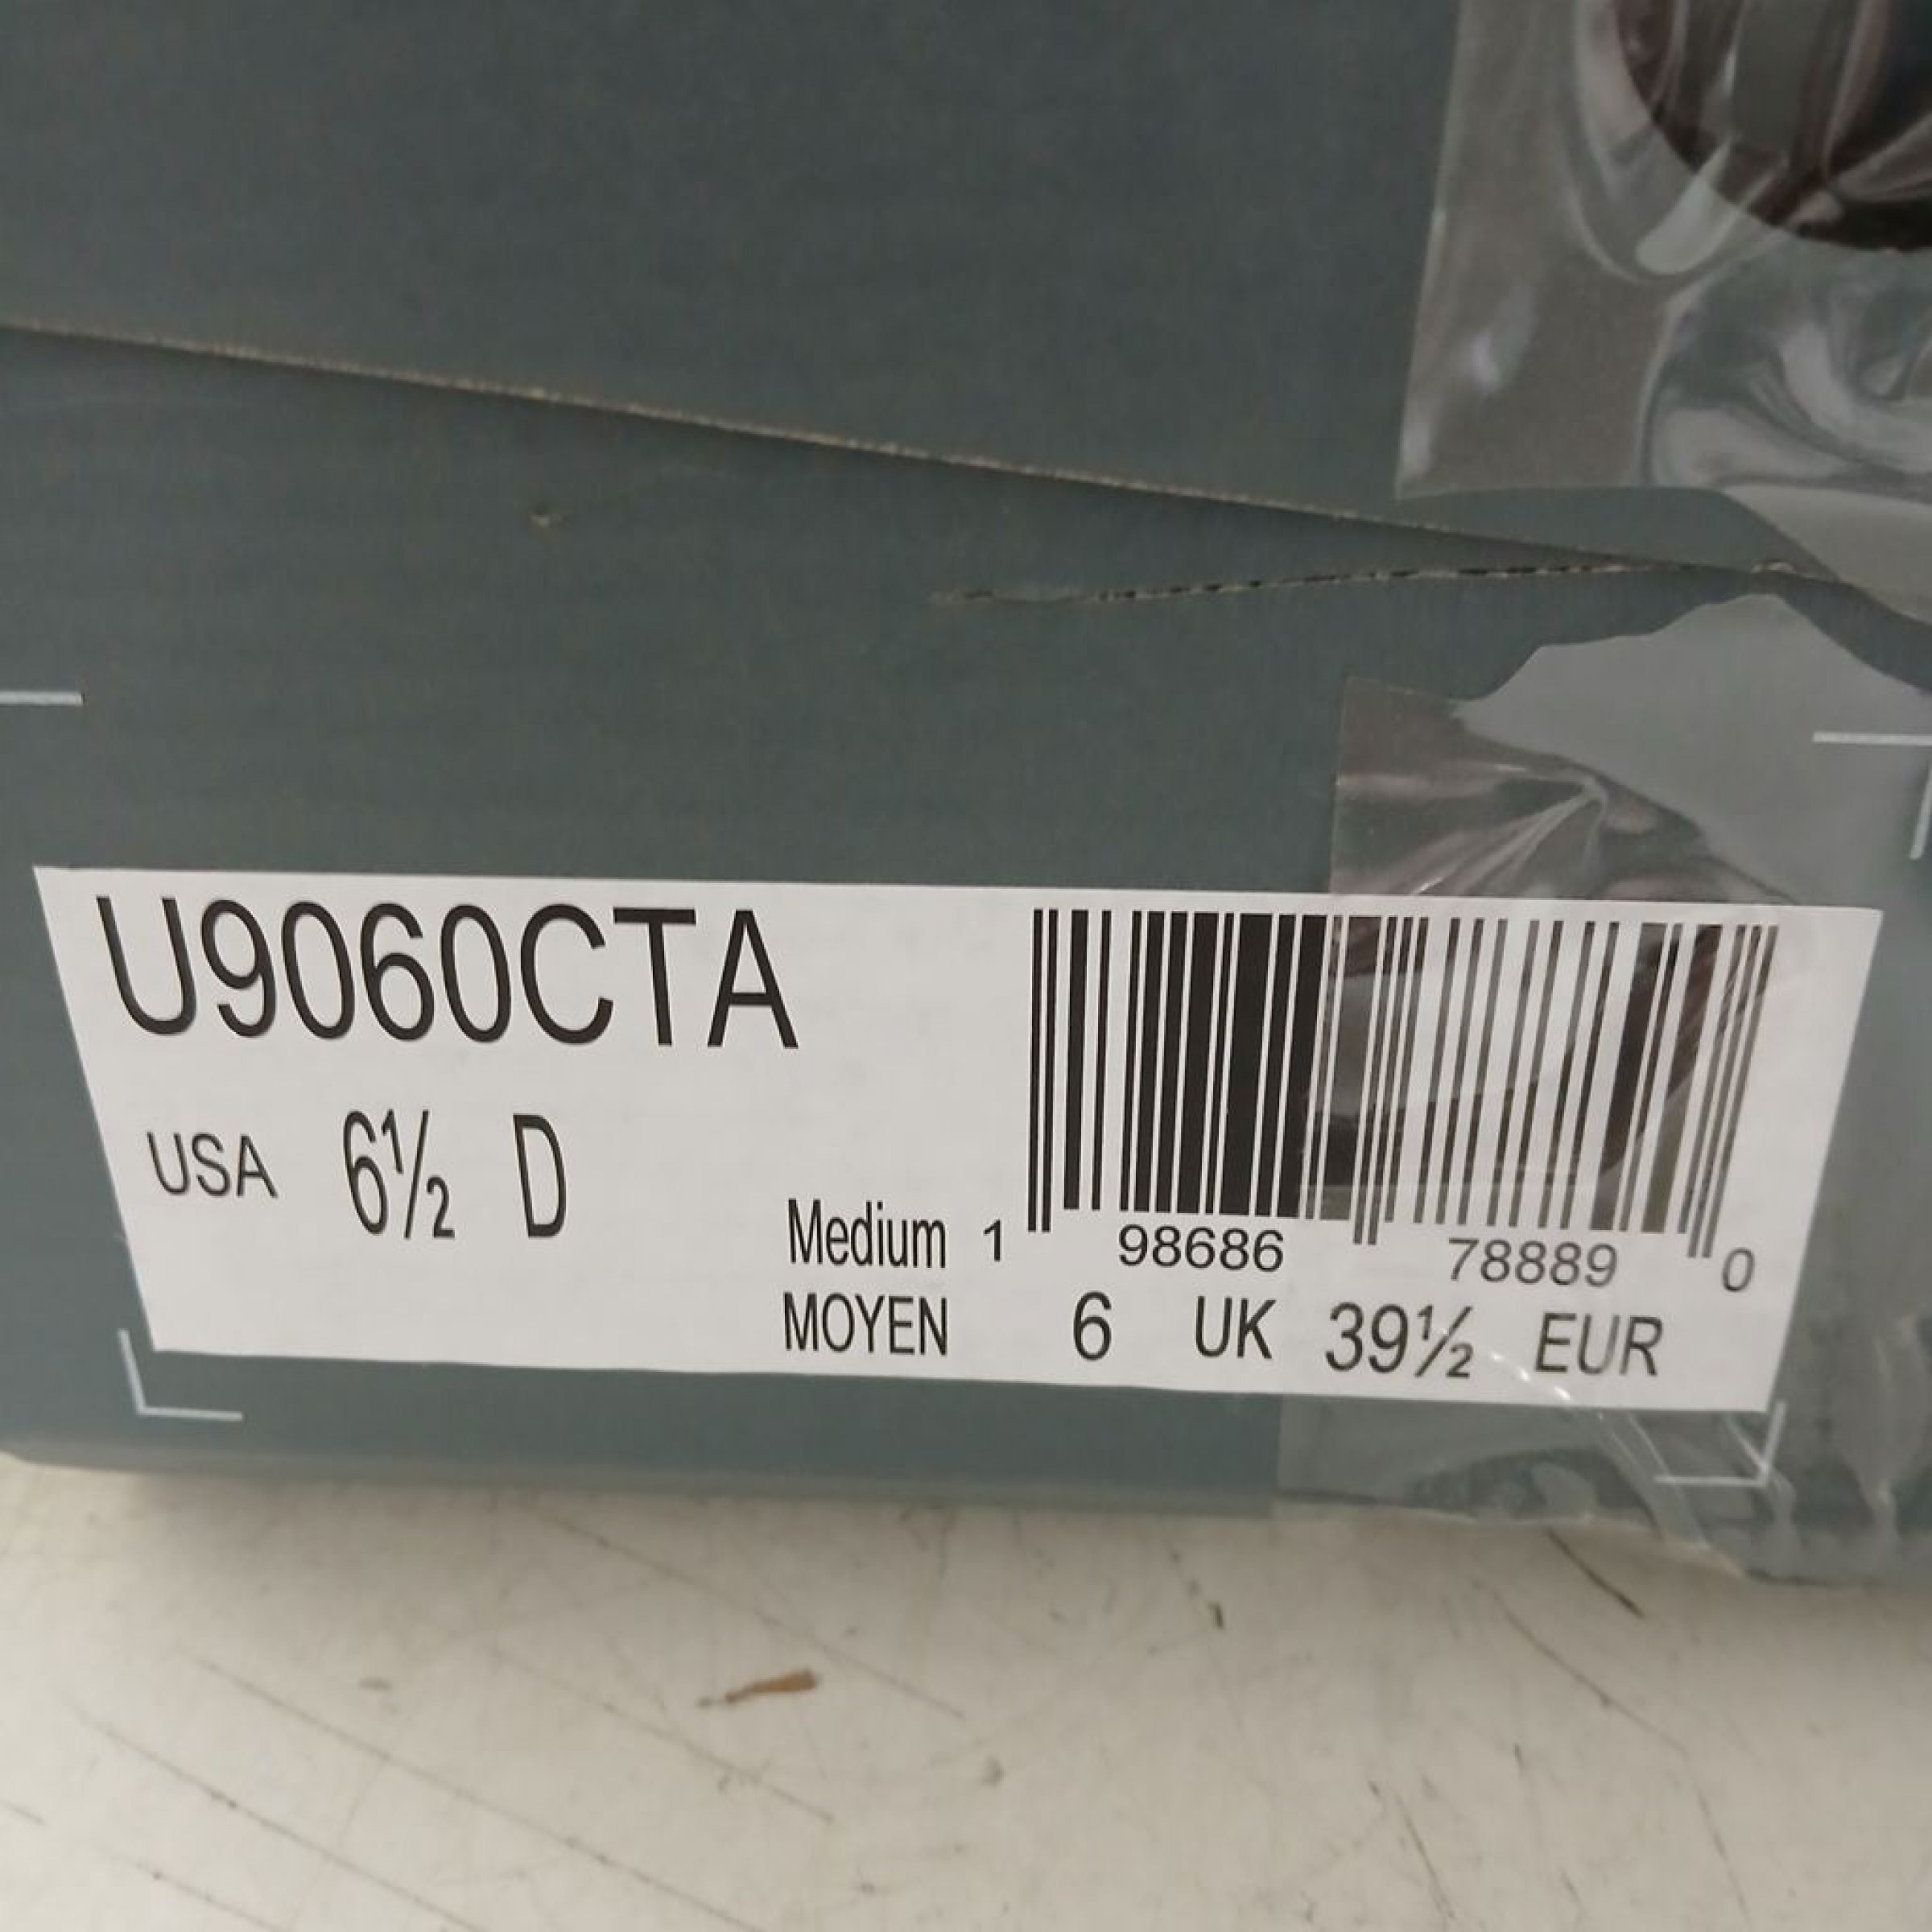 U9060CTA
USA 6½ D
Medium 1 98686 78889 0
MOYEN 6 UK 39½ EUR